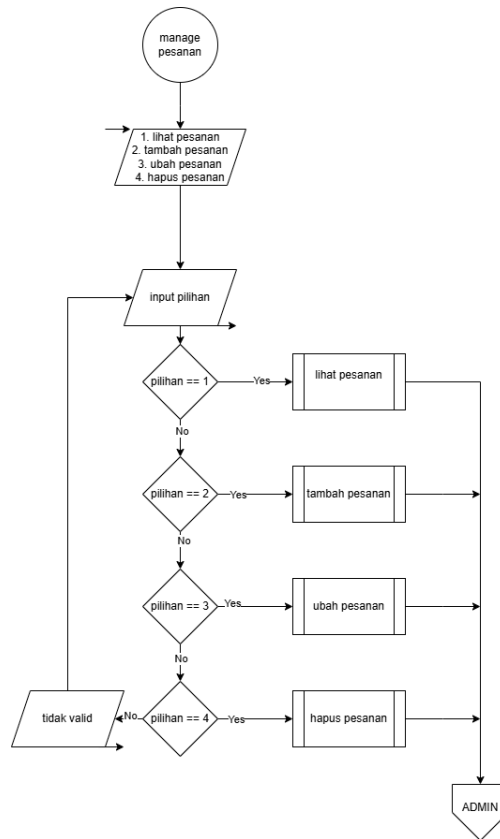 manage
pesanan
1. lihat pesanan
2. tambah pesanan
3. ubah pesanan
4. hapus pesanan
input pilihan
pilihan == 1
Yes
lihat pesanan
No
pilihan == 2
Yes
tambah pesanan
No
pilihan == 3
Yes
ubah pesanan
No
tidak valid
No
pilihan == 4
Yes
hapus pesanan
ADMIN